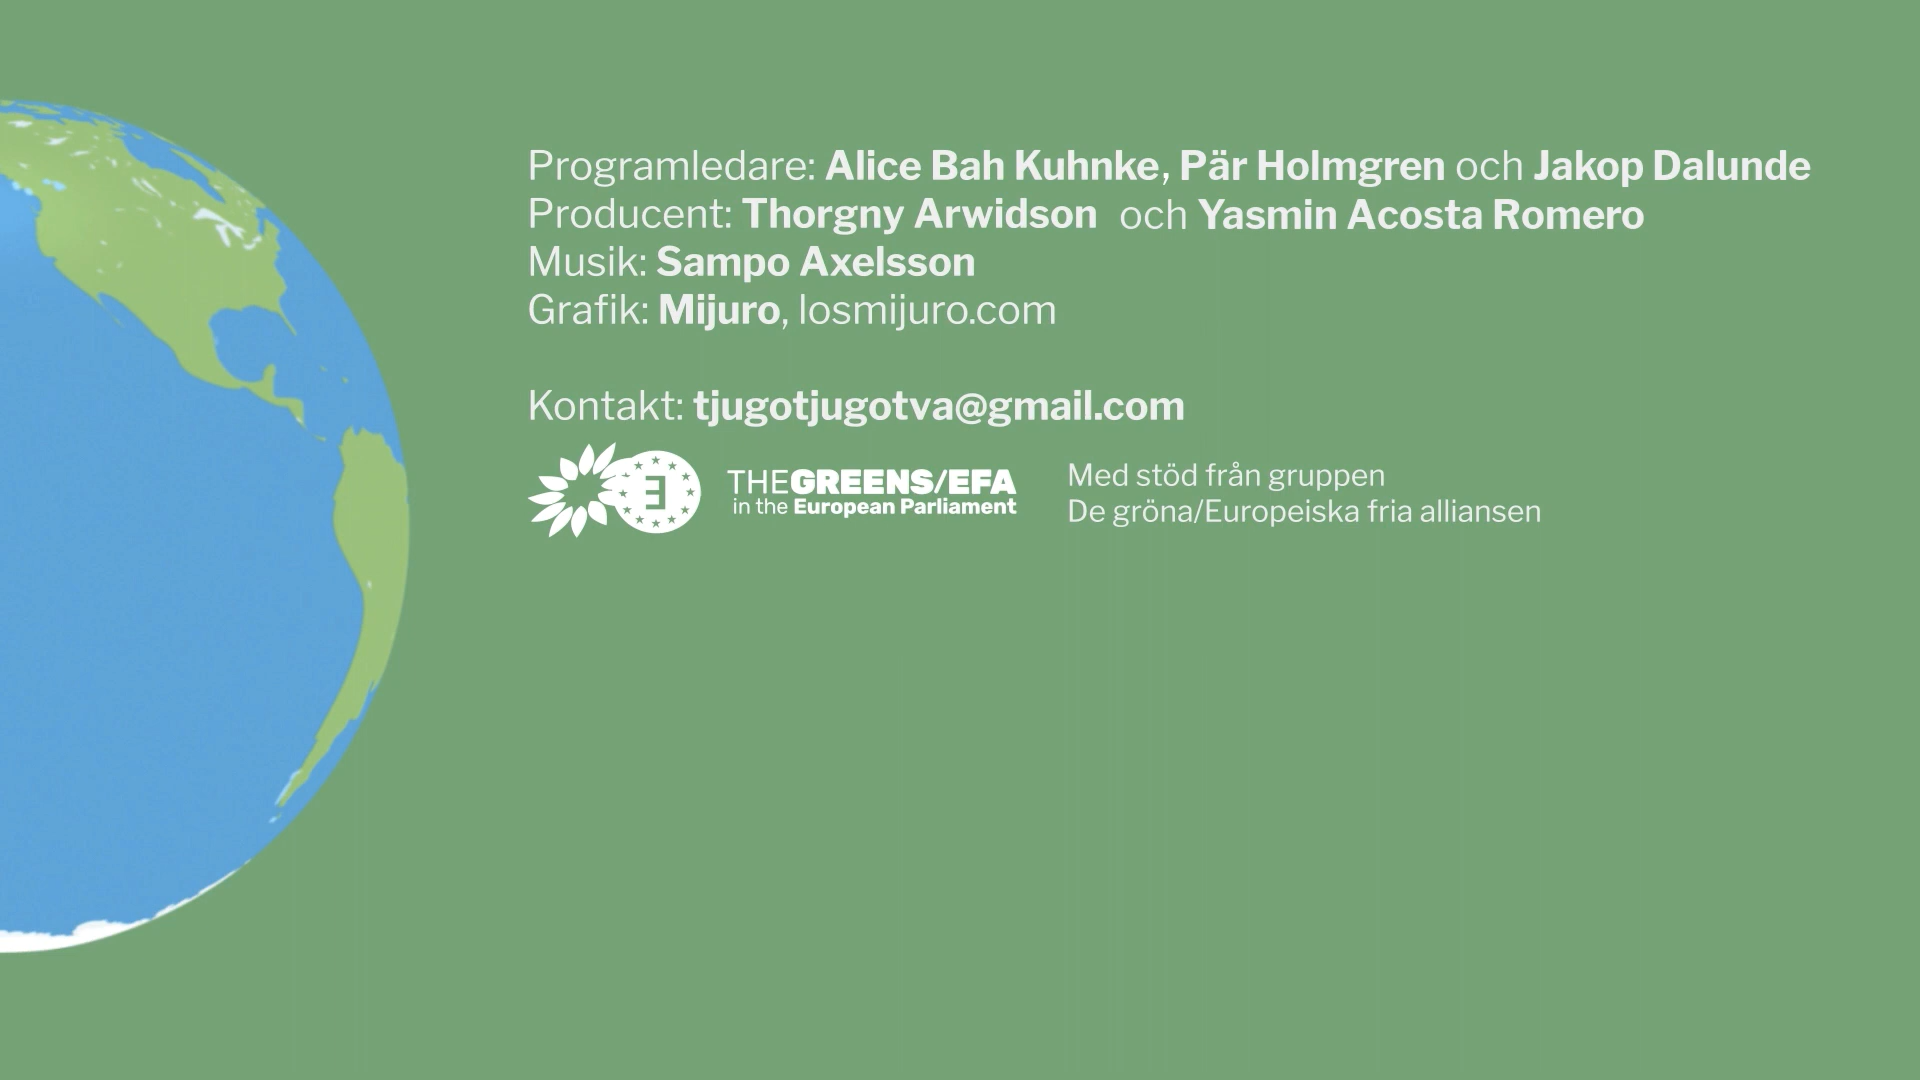 Programledare: Alice Bah Kuhnke, Pär Holmgren och Jakop Dalunde
Producent: Thorgny Arwidson och Yasmin Acosta Romero
Musik: Sampo Axelsson
Grafik: Mijuro, losmijuro.com
Kontakt: tjugotjugotva@gmail.com
THE GREENS/EFA
in the European Parliament
Med stöd från gruppen
De gröna/Europeiska fria alliansen